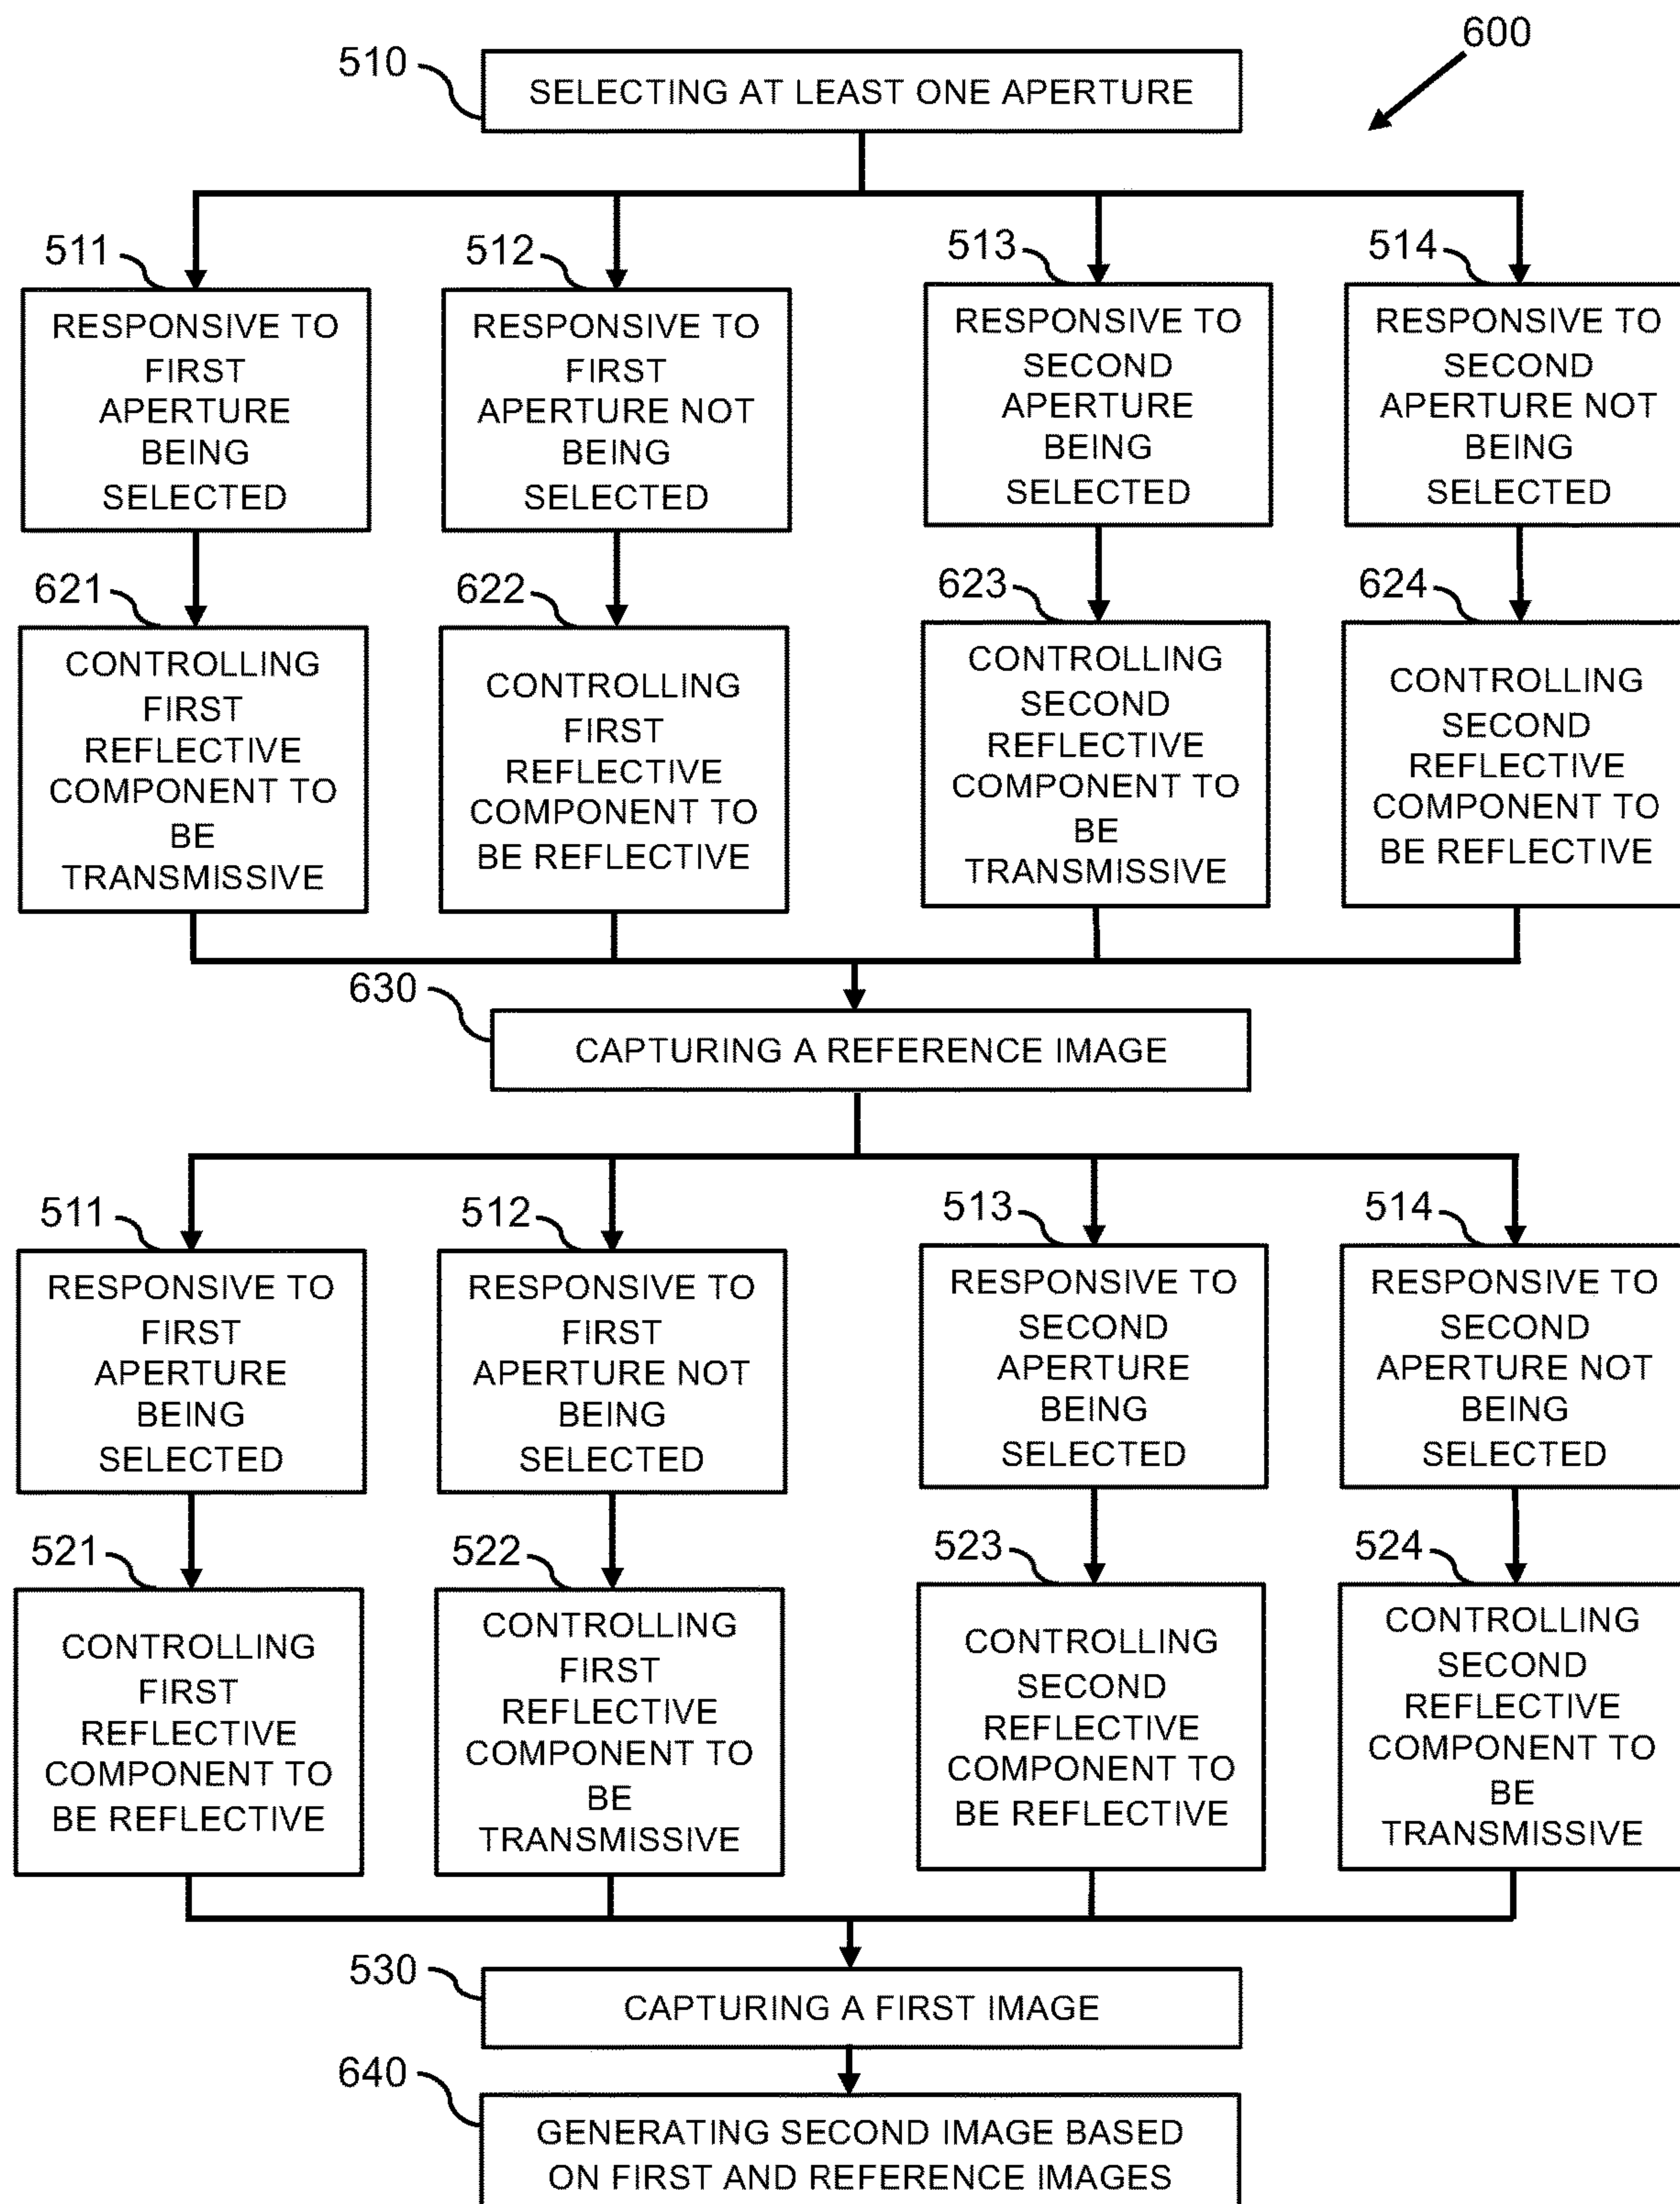 600
510
SELECTING AT LEAST ONE APERTURE
511
RESPONSIVE TO
FIRST
APERTURE
BEING
SELECTED
512
RESPONSIVE TO
FIRST
APERTURE NOT
BEING
SELECTED
513
RESPONSIVE TO
SECOND
APERTURE
BEING
SELECTED
514
RESPONSIVE TO
SECOND
APERTURE NOT
BEING
SELECTED
621
CONTROLLING
FIRST
REFLECTIVE
COMPONENT TO
BE
TRANSMISSIVE
622
CONTROLLING
FIRST
REFLECTIVE
COMPONENT TO
BE REFLECTIVE
623
CONTROLLING
SECOND
REFLECTIVE
COMPONENT TO
BE
TRANSMISSIVE
624
CONTROLLING
SECOND
REFLECTIVE
COMPONENT TO
BE REFLECTIVE
630
CAPTURING A REFERENCE IMAGE
511
RESPONSIVE TO
FIRST
APERTURE
BEING
SELECTED
512
RESPONSIVE TO
FIRST
APERTURE NOT
BEING
SELECTED
513
RESPONSIVE TO
SECOND
APERTURE
BEING
SELECTED
514
RESPONSIVE TO
SECOND
APERTURE NOT
BEING
SELECTED
521
CONTROLLING
FIRST
REFLECTIVE
COMPONENT TO
BE REFLECTIVE
522
CONTROLLING
FIRST
REFLECTIVE
COMPONENT TO
BE
TRANSMISSIVE
523
CONTROLLING
SECOND
REFLECTIVE
COMPONENT TO
BE REFLECTIVE
524
CONTROLLING
SECOND
REFLECTIVE
COMPONENT TO
BE
TRANSMISSIVE
530
CAPTURING A FIRST IMAGE
640
GENERATING SECOND IMAGE BASED
ON FIRST AND REFERENCE IMAGES